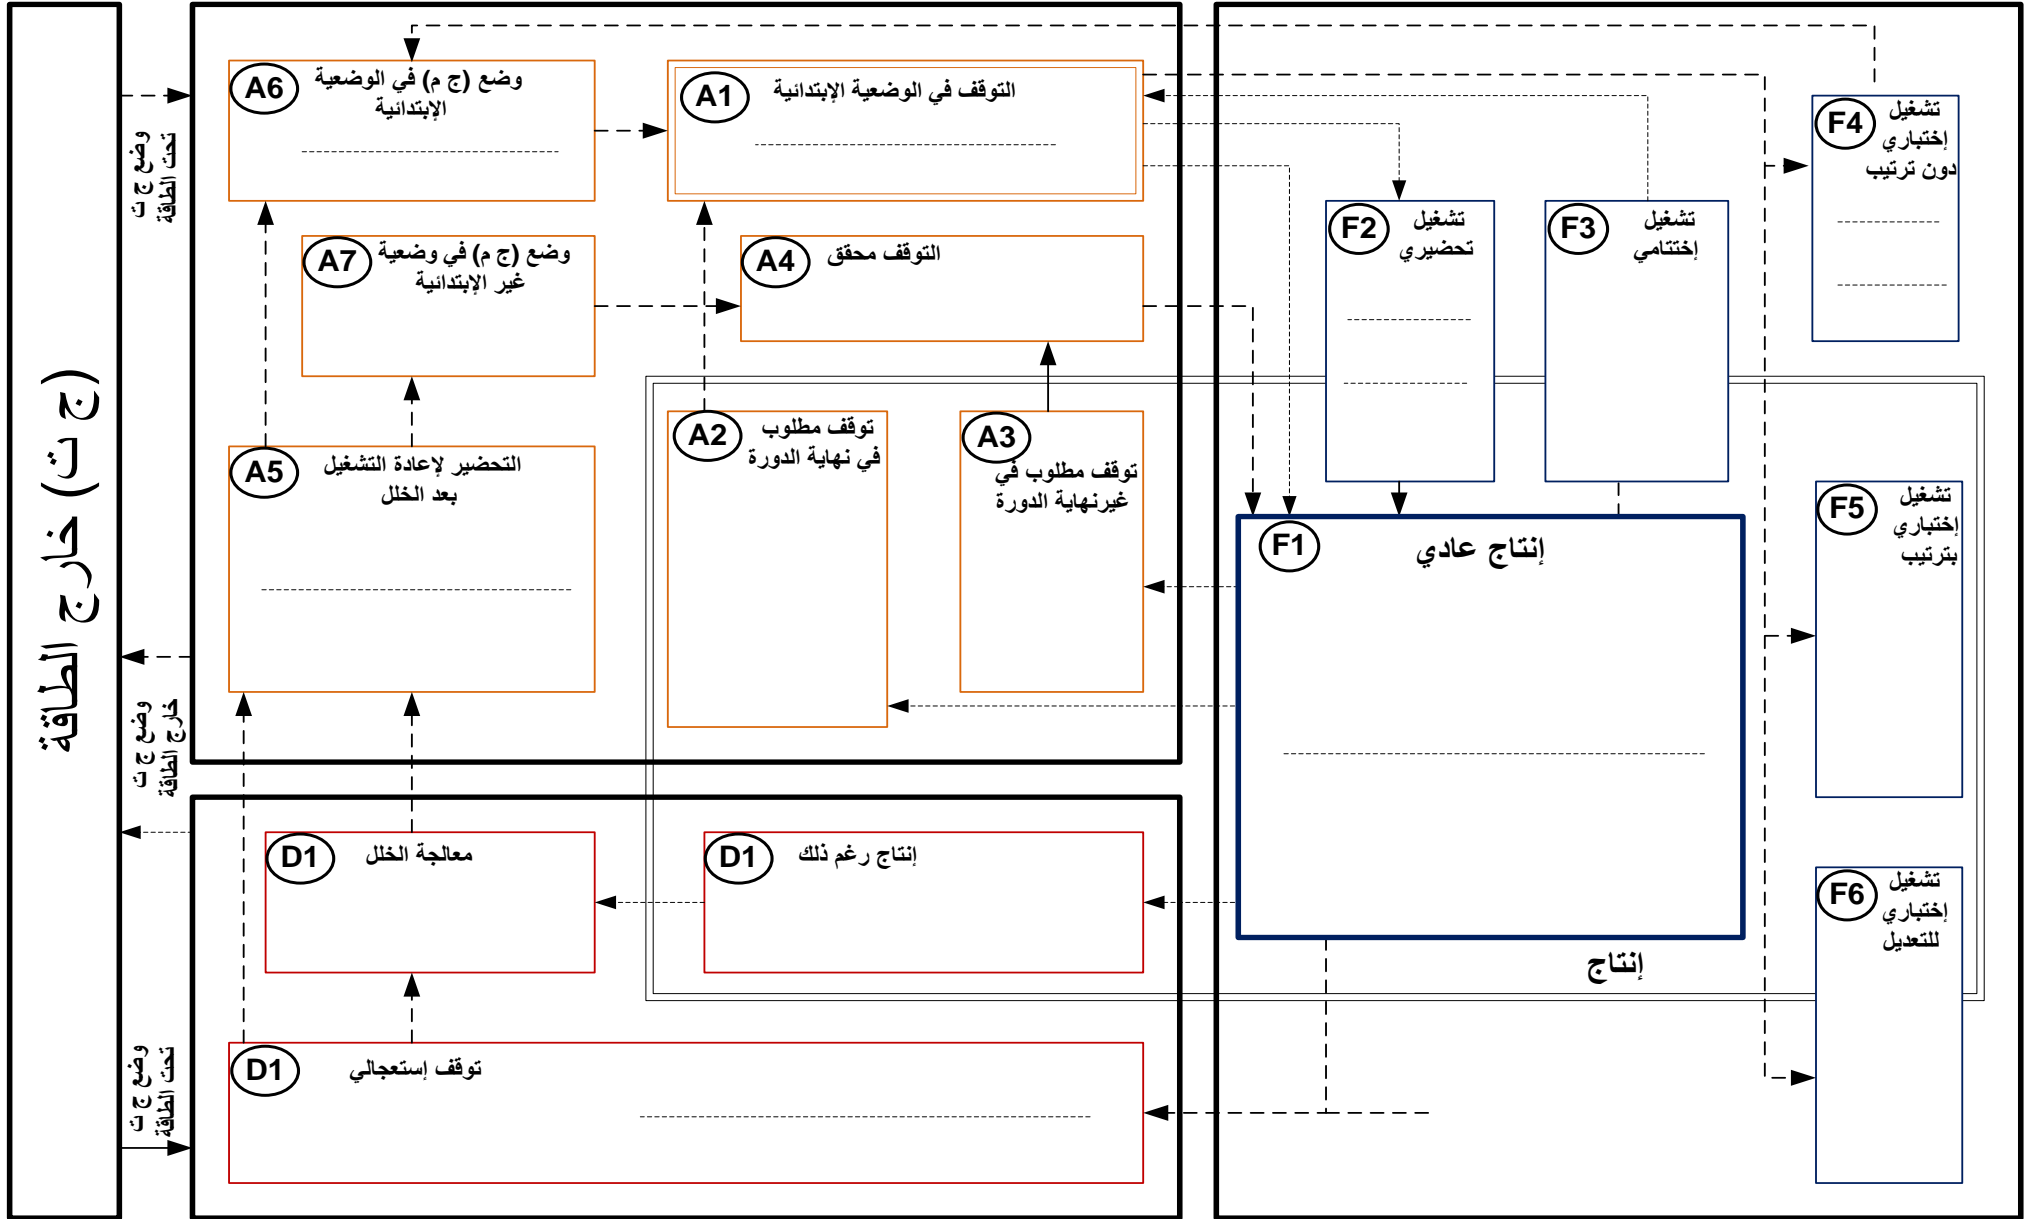 (ج ت) خارج الطاقة
وضع ج ت
تحت الطاقة
وضع ج ت
خارج الطاقة
وضع ج ت
تحت الطاقة
A6
وضع (ج م) في الوضعية
الإبتدائية
A1
التوقف في الوضعية الإبتدائية
A7
وضع (ج م) في وضعية
غير الإبتدائية
A4
التوقف محقق
A5
التحضير لإعادة التشغيل
بعد الخلل
A2
توقف مطلوب
في نهاية الدورة
A3
توقف مطلوب في
غيرنهاية الدورة
F4
تشغيل
إختباري
دون ترتيب
F2
تشغيل
تحضيري
F3
تشغيل
إختتامي
F1
إنتاج عادي
F5
تشغيل
إختباري
بترتيب
F6
تشغيل
إختباري
للتعديل
إنتاج
D1
معالجة الخلل
D1
إنتاج رغم ذلك
D1
توقف إستعجالي